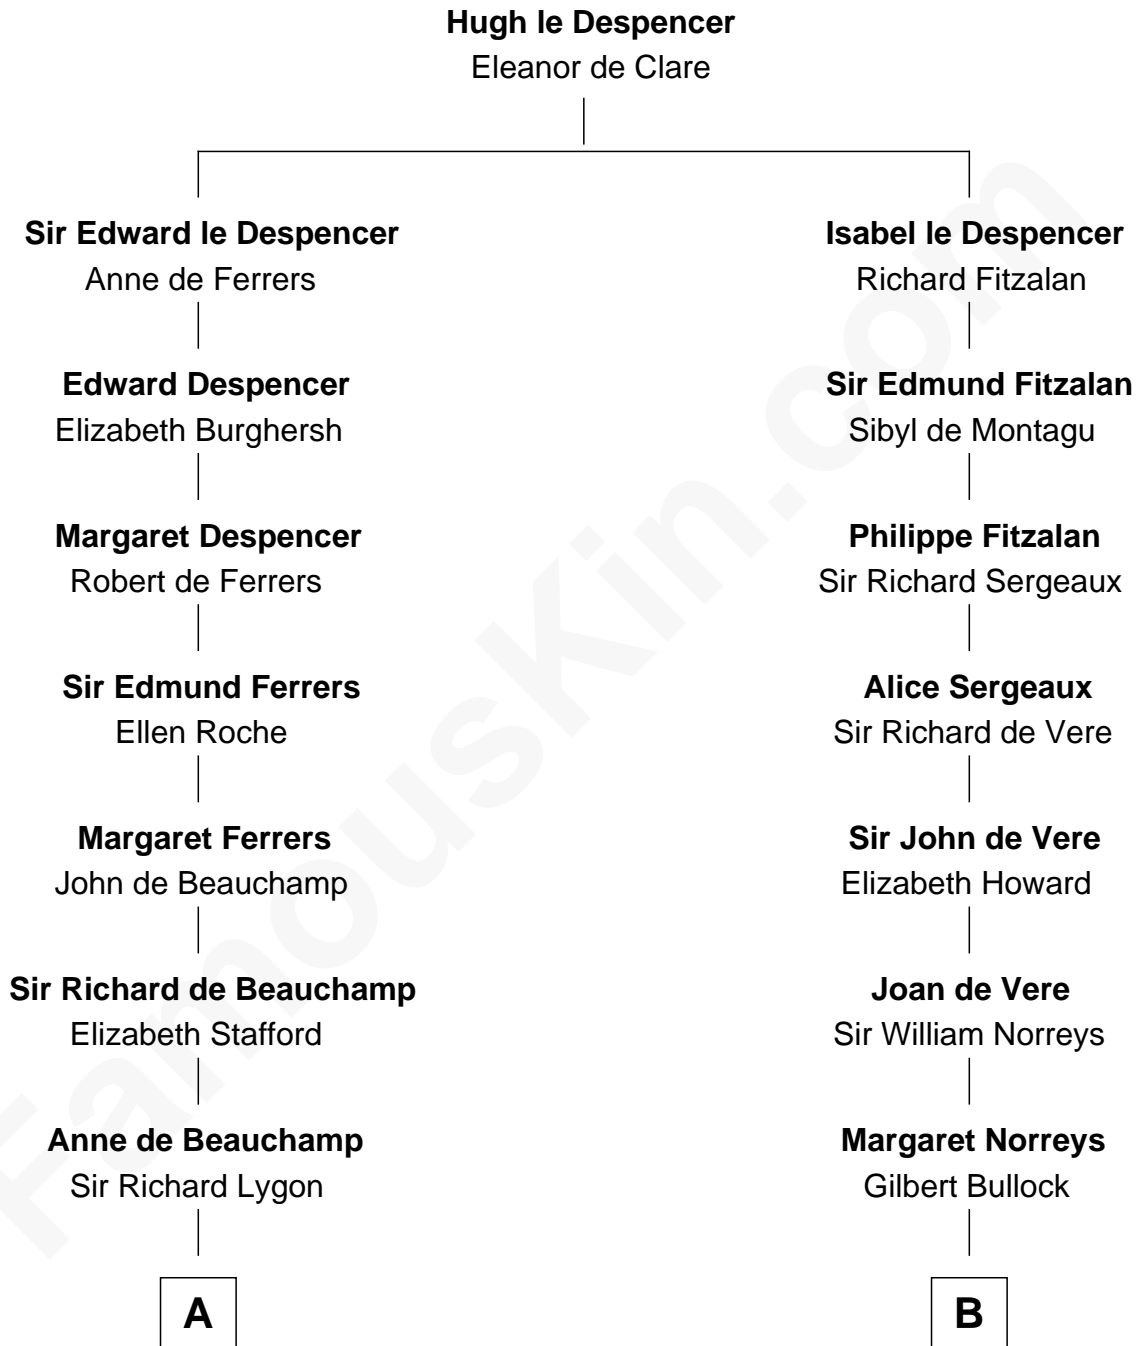 Hugh le Despencer
Eleanor de Clare
Sir Edward le Despencer
Anne de Ferrers
Isabel le Despencer
Richard Fitzalan
Edward Despencer
Elizabeth Burghersh
Sir Edmund Fitzalan
Sibyl de Montagu
Margaret Despencer
Robert de Ferrers
Philippe Fitzalan
Sir Richard Sergeaux
Sir Edmund Ferrers
Ellen Roche
Alice Sergeaux
Sir Richard de Vere
Margaret Ferrers
John de Beauchamp
Sir John de Vere
Elizabeth Howard
Sir Richard de Beauchamp
Elizabeth Stafford
Joan de Vere
Sir William Norreys
Anne de Beauchamp
Sir Richard Lygon
Margaret Norreys
Gilbert Bullock
A
B
FamousKin.com